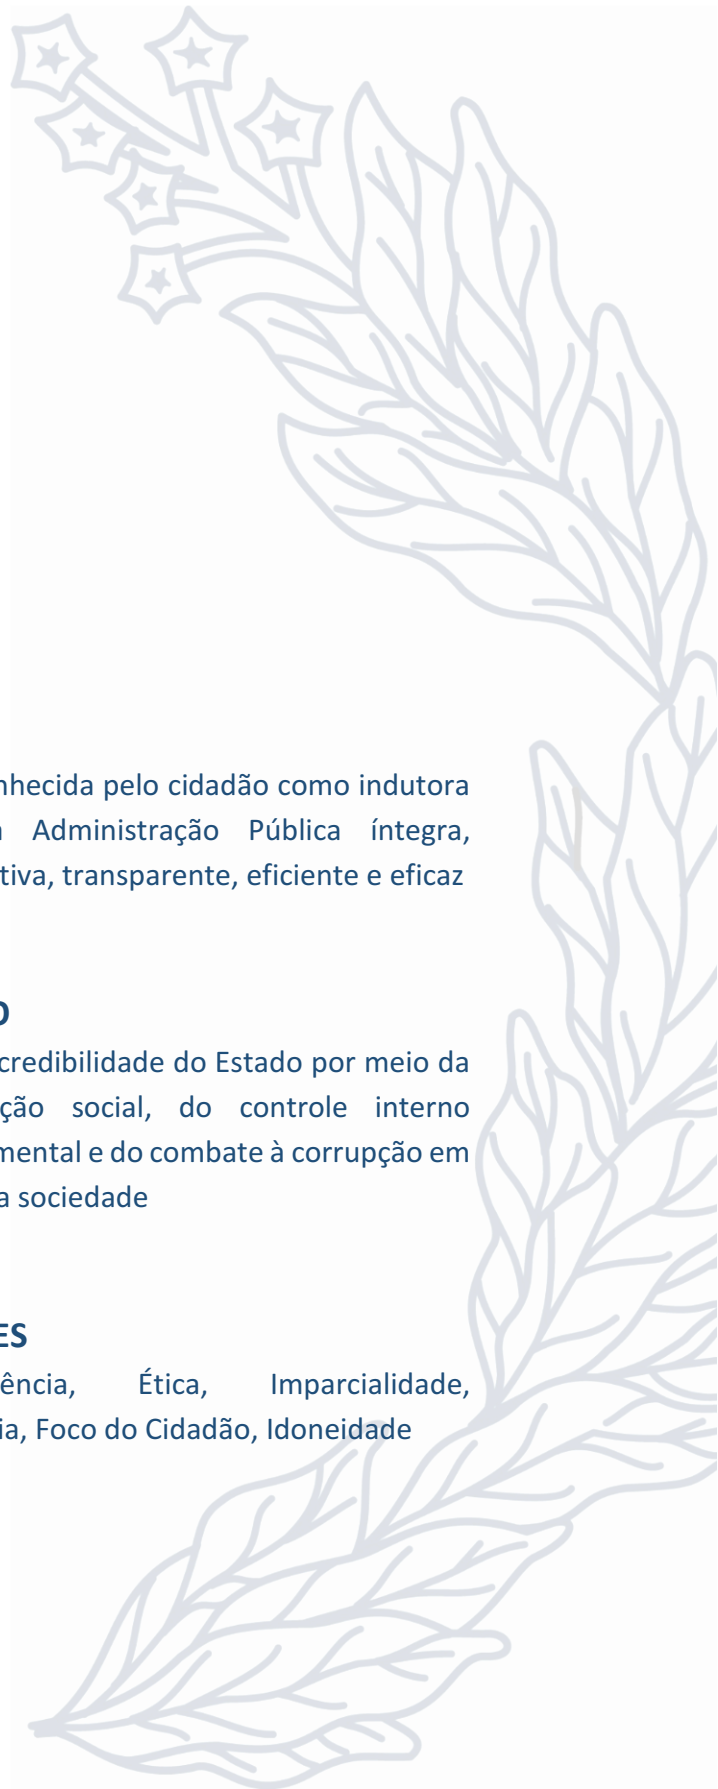 nhecida pelo cidadão como indutora
Administração Pública íntegra,
tiva, transparente, eficiente e eficaz
O
credibilidade do Estado por meio da
ção social, do controle interno
mental e do combate à corrupção em
a sociedade
ES
ência, Ética, Imparcialidade,
ia, Foco do Cidadão, Idoneidade